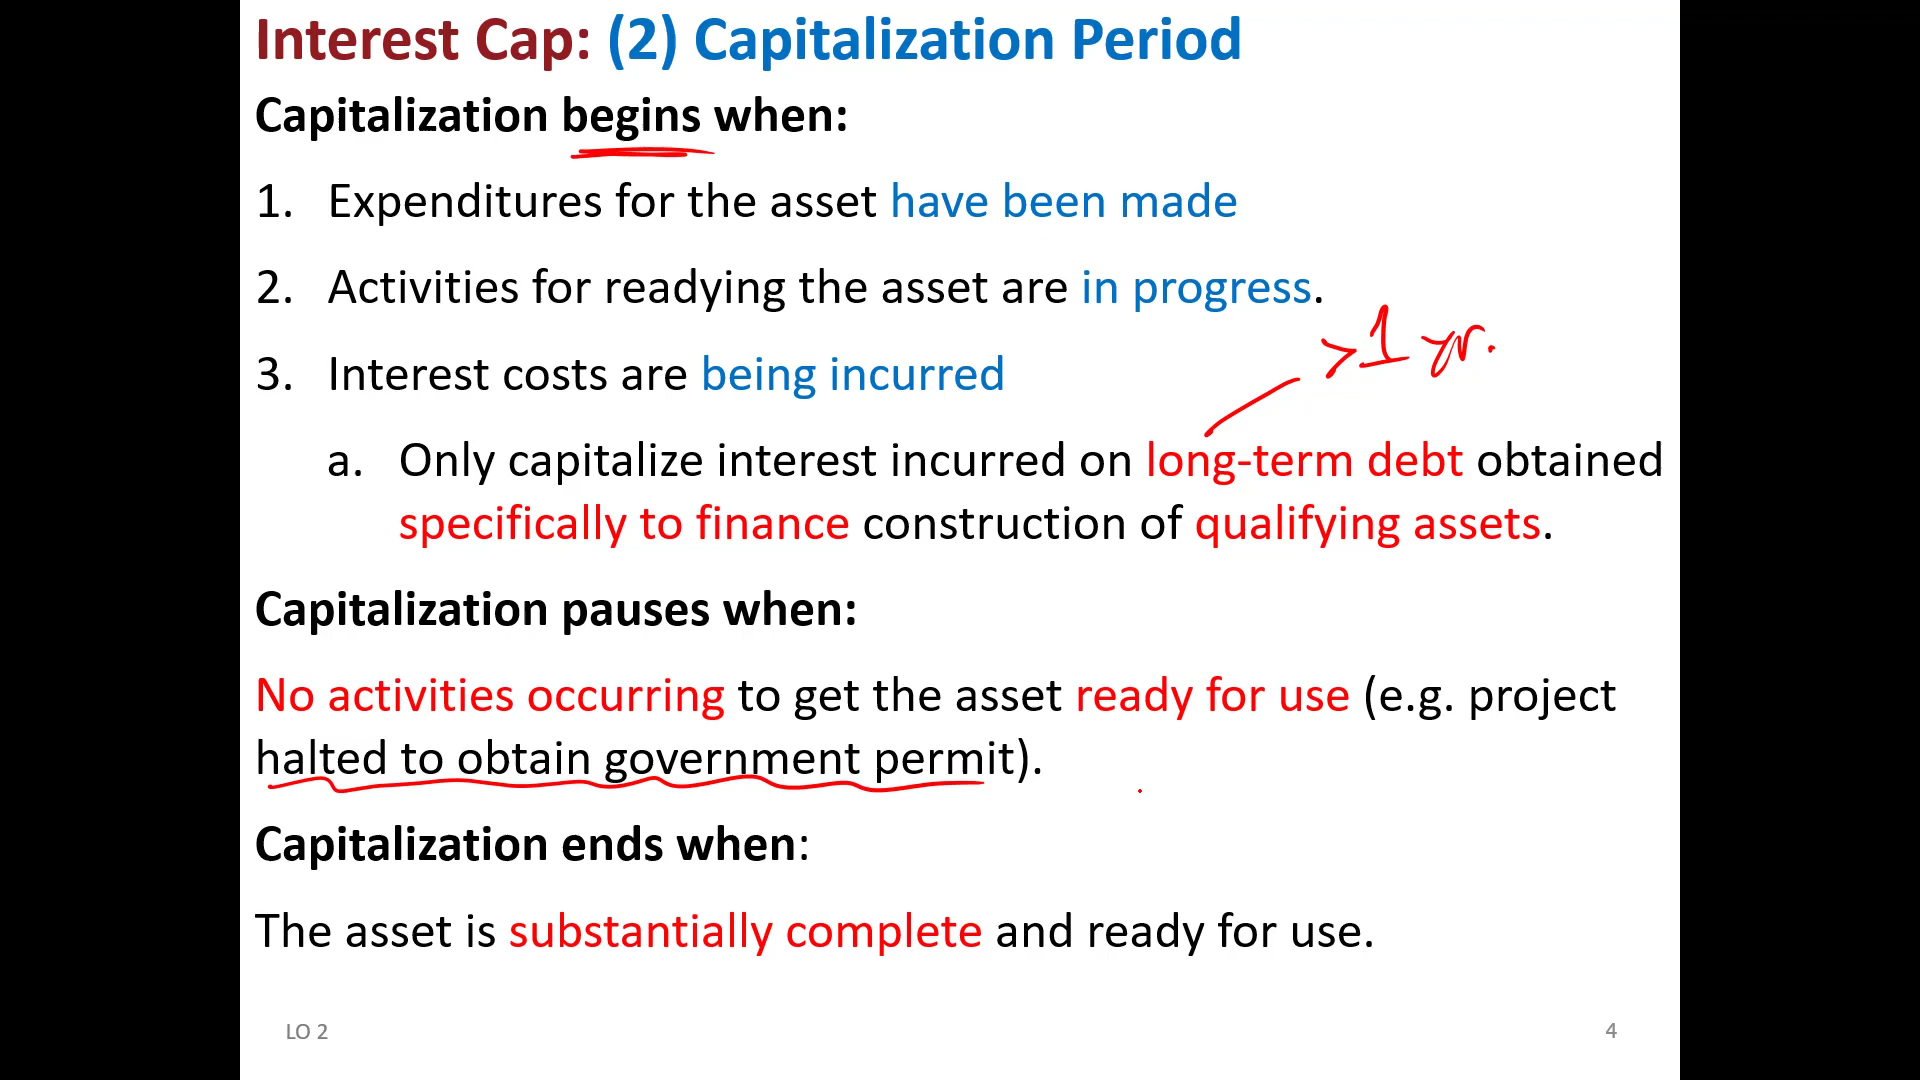 Interest Cap: (2) Capitalization Period
Capitalization begins when:
1. Expenditures for the asset have been made
2. Activities for readying the asset are in progress.
>1 yr.
3. Interest costs are being incurred
a. Only capitalize interest incurred on long-term debt obtained
specifically to finance construction of qualifying assets.
Capitalization pauses when:
No activities occurring to get the asset ready for use (e.g. project
halted to obtain government permit).
Capitalization ends when:
The asset is substantially complete and ready for use.
LO 2
4